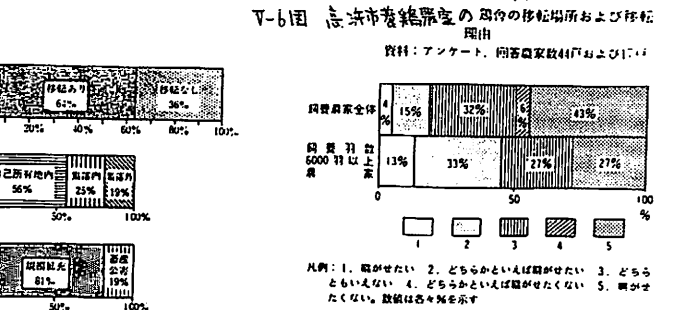 V-6図 高浜市養鶏農家の鶏舎の移転場所および移転
理由
資料：アンケート，回答農家数44戸および
移転あり 64% 移転なし 36%
20% 40% 60% 80% 100%
自己所有地内 56% 集落内 25% 集落外 19%
50% 100%
規模拡大 81% 畜産公害 19%
50% 100%
飼養農家全体 4% 15% 32% 6% 43%
飼養羽数 6000羽以上 農家 13% 33% 27% 27%
0 50 100
%
1 2 3 4 5
凡例：1．継がせたい 2．どちらかといえば継がせたい 3．どちら
ともいえない 4．どちらかといえば継がせたくない 5．継がせ
たくない。数値は各々%を示す